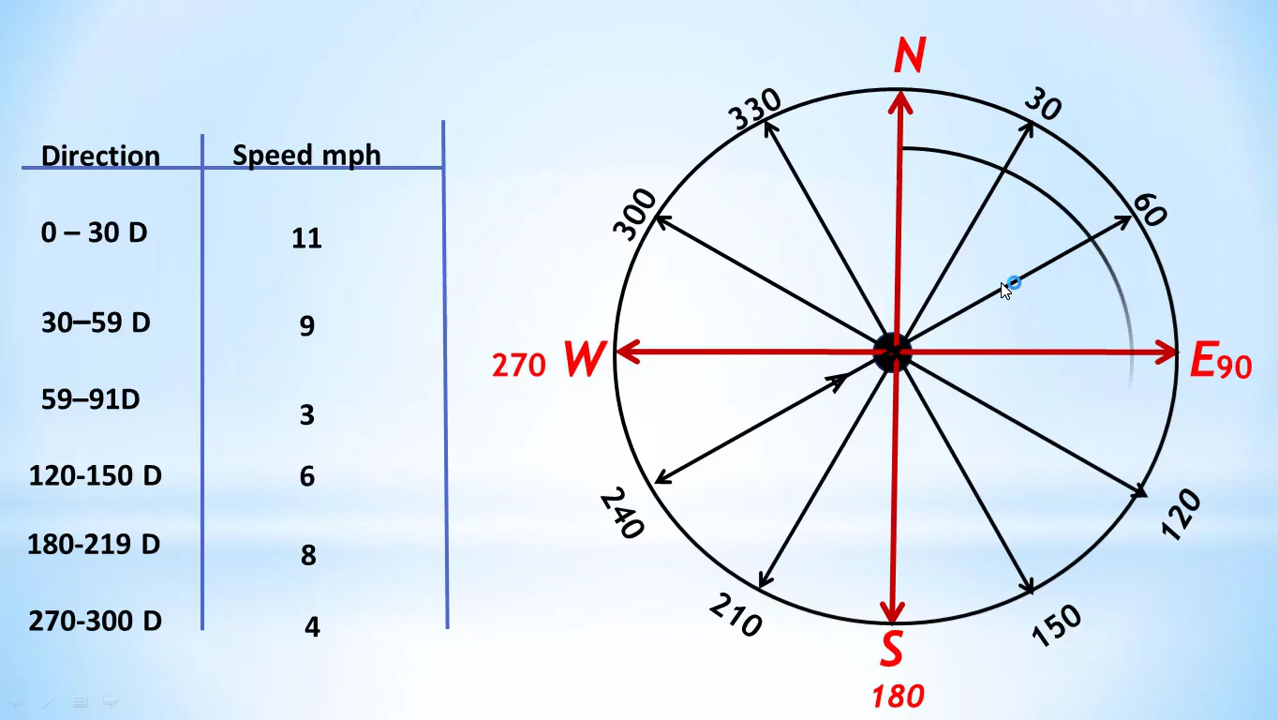 Direction Speed mph
0 – 30 D 11
30–59 D 9
59–91D 3
120-150 D 6
180-219 D 8
270-300 D 4
N
330
30
300
60
270 W
E90
240
120
210
150
S
180